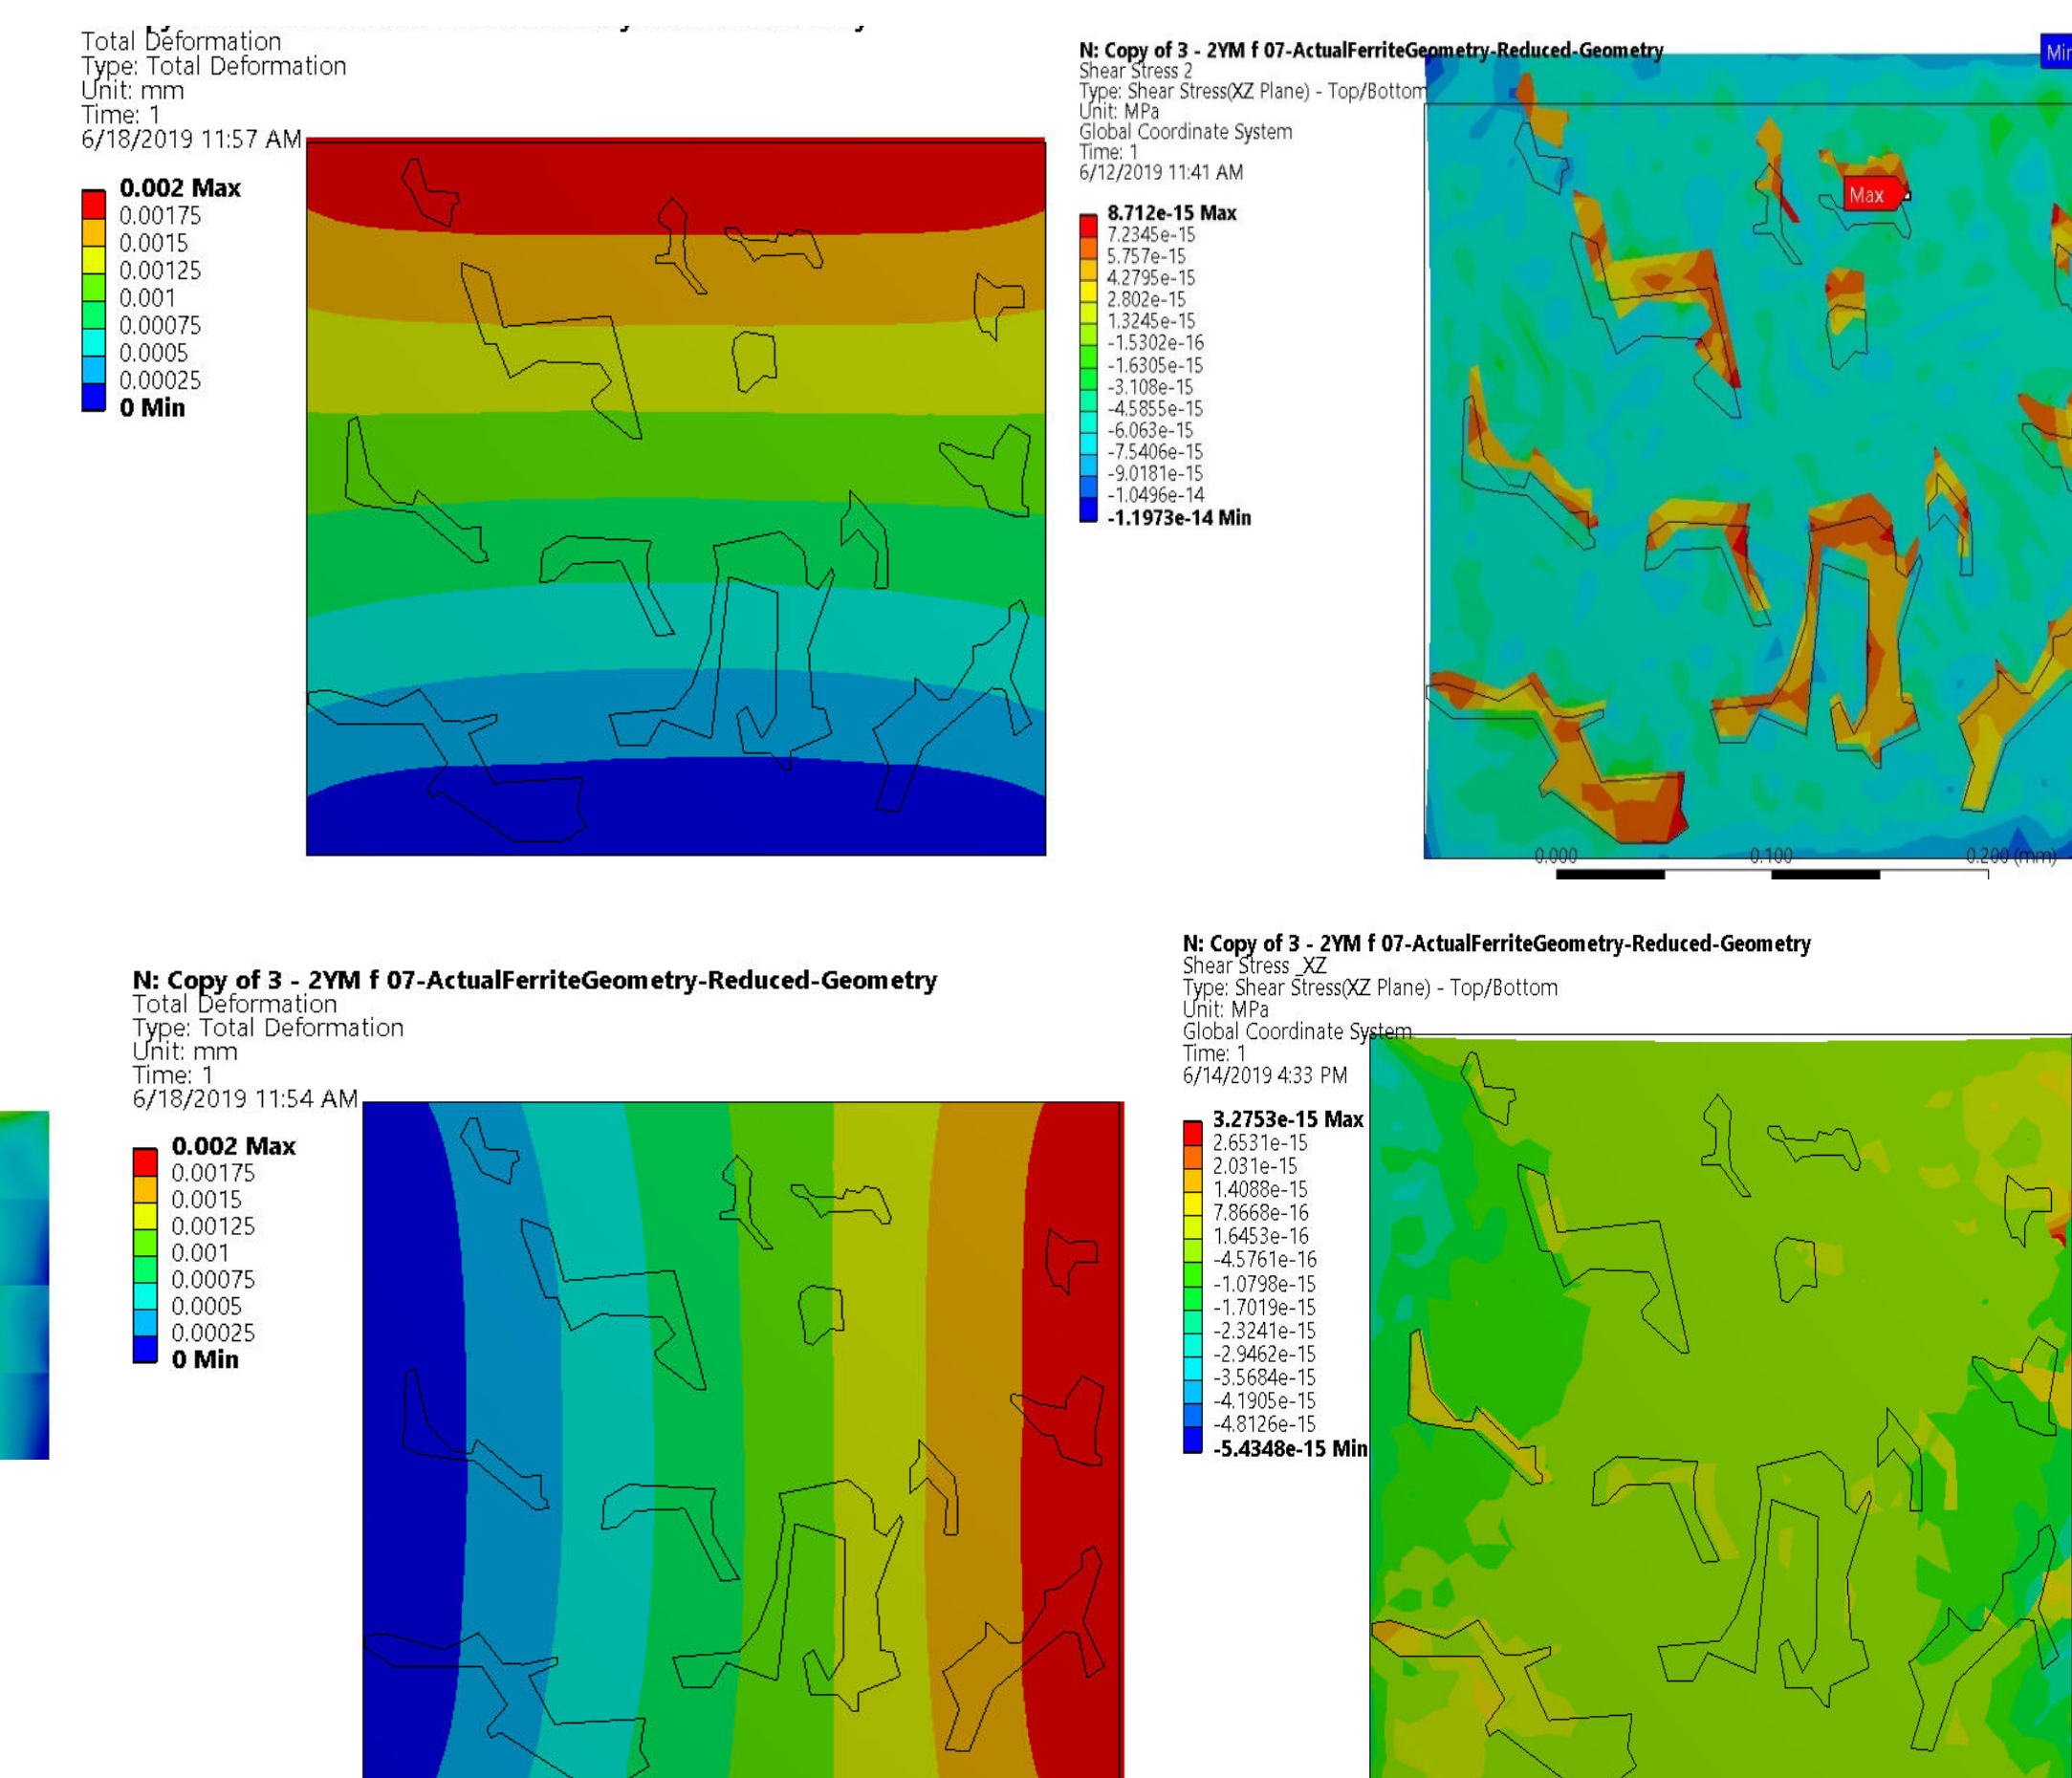 Total Deformation
Type: Total Deformation
Unit: mm
Time: 1
6/18/2019 11:57 AM
0.002 Max
0.00175
0.0015
0.00125
0.001
0.00075
0.0005
0.00025
0 Min
N: Copy of 3 - 2YM f 07-ActualFerriteGeometry-Reduced-Geometry
Shear Stress 2
Type: Shear Stress(XZ Plane) - Top/Bottom
Unit: MPa
Global Coordinate System
Time: 1
6/12/2019 11:41 AM
8.712e-15 Max
7.2345e-15
5.757e-15
4.2795e-15
2.802e-15
1.3245e-15
-1.5302e-16
-1.6305e-15
-3.108e-15
-4.5855e-15
-6.063e-15
-7.5406e-15
-9.0181e-15
-1.0496e-14
-1.1973e-14 Min
Min
Max
0.000 0.100 0.200 (mm)
N: Copy of 3 - 2YM f 07-ActualFerriteGeometry-Reduced-Geometry
Total Deformation
Type: Total Deformation
Unit: mm
Time: 1
6/18/2019 11:54 AM
0.002 Max
0.00175
0.0015
0.00125
0.001
0.00075
0.0005
0.00025
0 Min
N: Copy of 3 - 2YM f 07-ActualFerriteGeometry-Reduced-Geometry
Shear Stress _XZ
Type: Shear Stress(XZ Plane) - Top/Bottom
Unit: MPa
Global Coordinate System
Time: 1
6/14/2019 4:33 PM
3.2753e-15 Max
2.6531e-15
2.031e-15
1.4088e-15
7.8668e-16
1.6453e-16
-4.5761e-16
-1.0798e-15
-1.7019e-15
-2.3241e-15
-2.9462e-15
-3.5684e-15
-4.1905e-15
-4.8126e-15
-5.4348e-15 Min